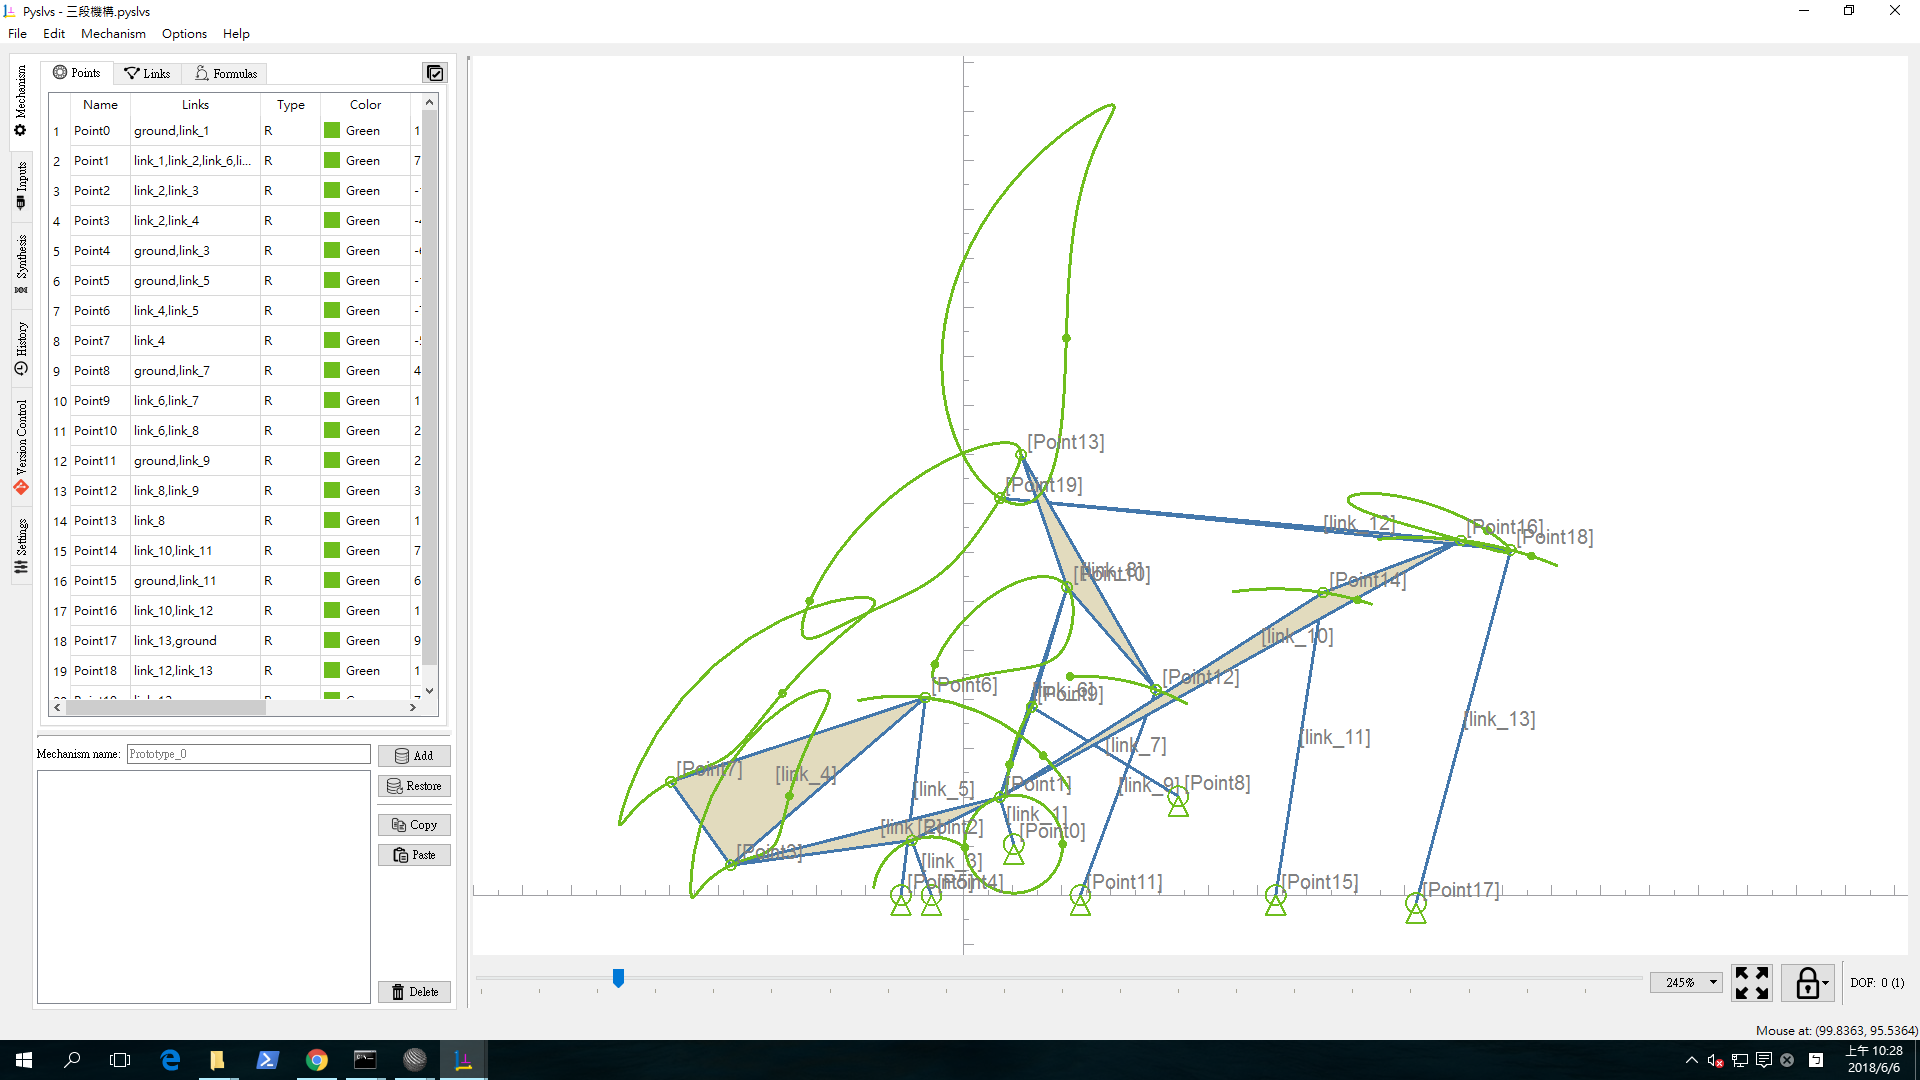 Pyslvs - 三段機構.pyslvs
File Edit Mechanism Options Help
Mechanism
Inputs
Synthesis
History
Version Control
Settings
Points Links Formulas
Name Links Type Color
1 Point0 ground,link_1 R Green 1
2 Point1 link_1,link_2,link_6,li... R Green 7
3 Point2 link_2,link_3 R Green
4 Point3 link_2,link_4 R Green
5 Point4 ground,link_3 R Green
6 Point5 ground,link_5 R Green
7 Point6 link_4,link_5 R Green
8 Point7 link_4 R Green
9 Point8 ground,link_7 R Green 4
10 Point9 link_6,link_7 R Green 1
11 Point10 link_6,link_8 R Green 2
12 Point11 ground,link_9 R Green 2
13 Point12 link_8,link_9 R Green 3
14 Point13 link_8 R Green 1
15 Point14 link_10,link_11 R Green 7
16 Point15 ground,link_11 R Green 6
17 Point16 link_10,link_12 R Green 1
18 Point17 link_13,ground R Green 9
19 Point18 link_12,link_13 R Green 1
Mechanism name: Prototype_0
Add
Restore
Copy
Paste
Delete
[Point13]
[Point19]
[link_12]
[Point16]
[Point18]
[link_8]
[Point10]
[Point14]
[link_10]
[Point12]
[Point6]
[link_6]
[Point9]
[link_13]
[link_11]
[link_7]
[Point7]
[link_4]
[link_5]
[Point1]
[link_9]
[Point8]
[link_1]
[Point0]
[Point2]
[Point3]
[link_3]
[Point5]
[Point4]
[Point11]
[Point15]
[Point17]
245%
DOF: 0 (1)
Mouse at: (99.8363, 95.5364)
上午 10:28
2018/6/6